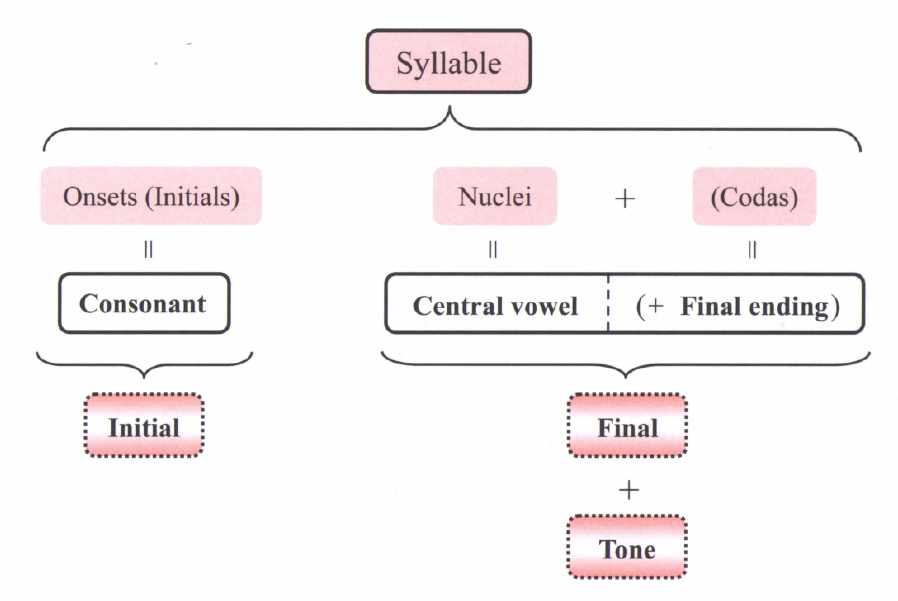 Syllable
Onsets (Initials)
Nuclei + (Codas)
=
=
=
Consonant
Central vowel (+ Final ending)
Initial
Final
+
Tone